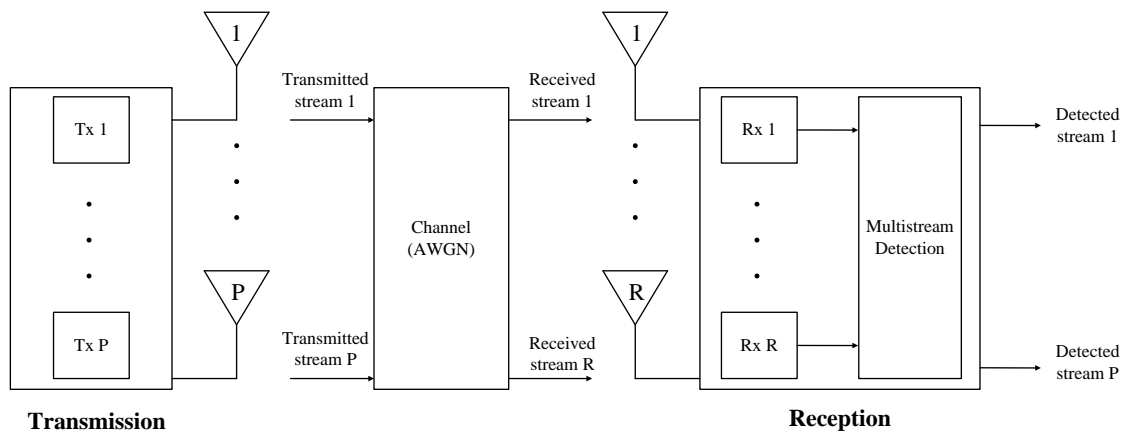 1
Tx 1
Transmitted
stream 1
Received
stream 1
1
Rx 1
Detected
stream 1
Channel
(AWGN)
Multistream
Detection
P
Tx P
Transmitted
stream P
Received
stream R
R
Rx R
Detected
stream P
Transmission
Reception